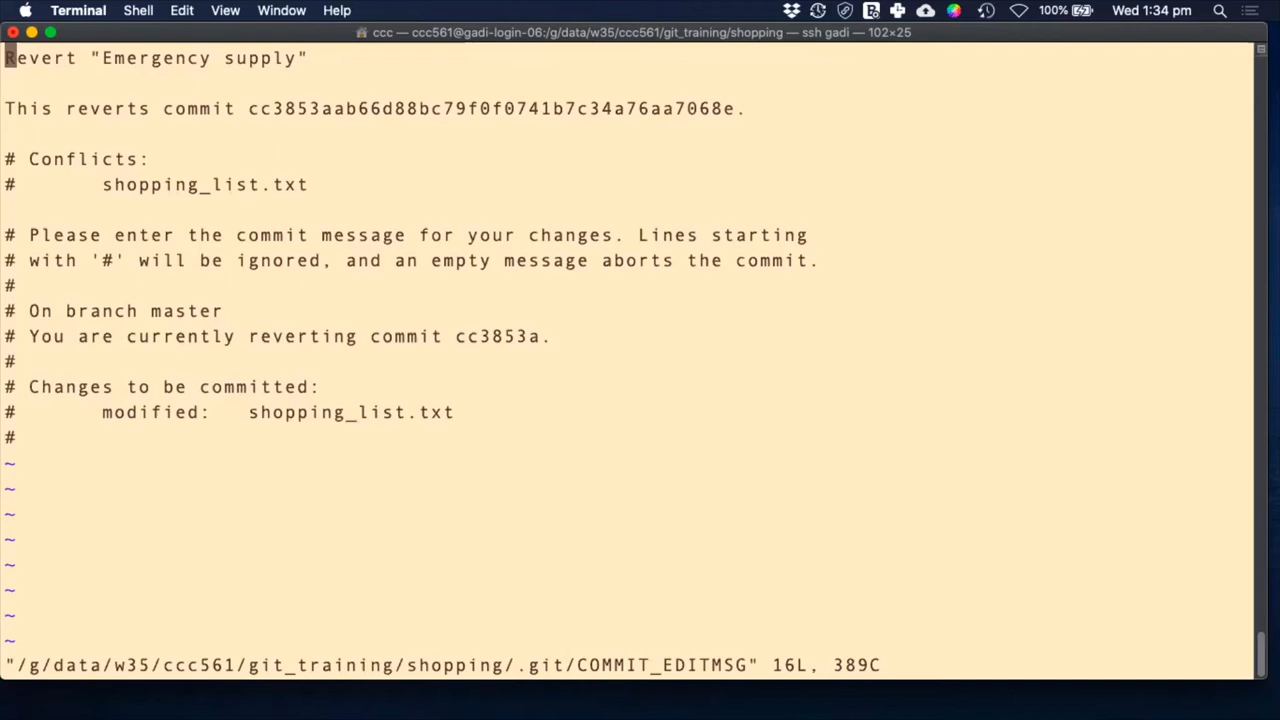 Terminal Shell Edit View Window Help 100% Wed 1:34 pm
ccc — ccc561@gadi-login-06:/g/data/w35/ccc561/git_training/shopping — ssh gadi — 102×25
Revert "Emergency supply"
This reverts commit cc3853aab66d88bc79f0f0741b7c34a76aa7068e.
# Conflicts:
#       shopping_list.txt
# Please enter the commit message for your changes. Lines starting
# with '#' will be ignored, and an empty message aborts the commit.
#
# On branch master
# You are currently reverting commit cc3853a.
#
# Changes to be committed:
#       modified:   shopping_list.txt
#
~
~
~
~
~
~
~
~
"/g/data/w35/ccc561/git_training/shopping/.git/COMMIT_EDITMSG" 16L, 389C